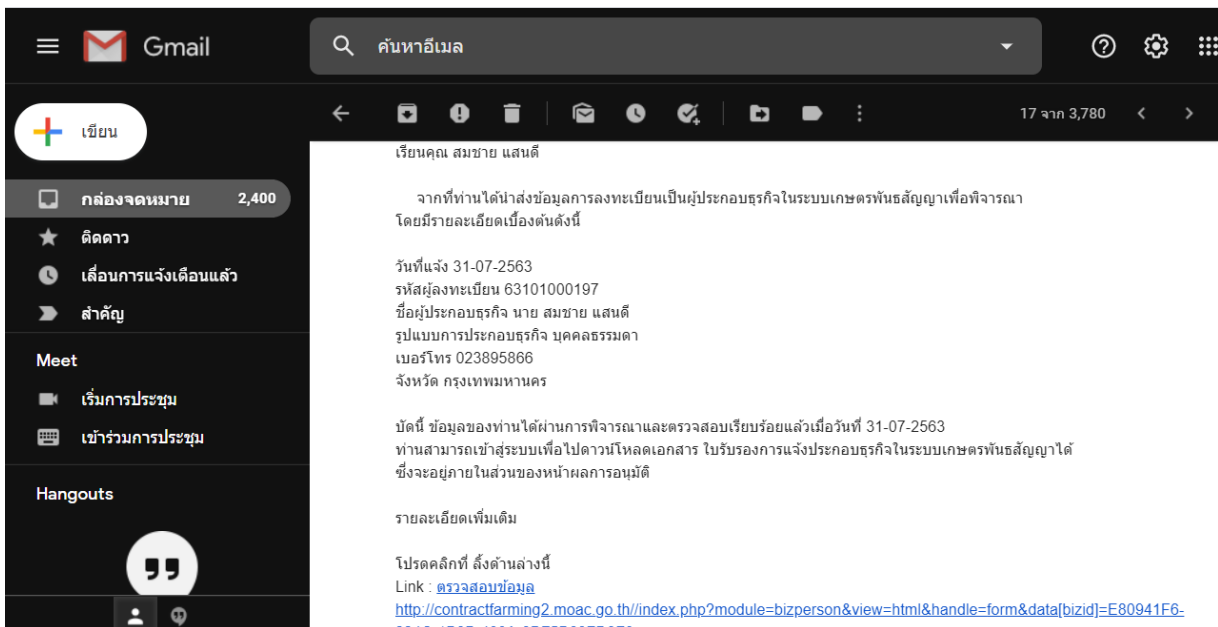 Gmail
ค้นหาอีเมล
เขียน
17 จาก 3,780
กล่องจดหมาย 2,400
ติดดาว
เลื่อนการแจ้งเตือนแล้ว
สำคัญ
Meet
เริ่มการประชุม
เข้าร่วมการประชุม
Hangouts
เรียนคุณ สมชาย แสนดี
จากที่ท่านได้นำส่งข้อมูลการลงทะเบียนเป็นผู้ประกอบธุรกิจในระบบเกษตรพันธสัญญาเพื่อพิจารณา
โดยมีรายละเอียดเบื้องต้นดังนี้
วันที่แจ้ง 31-07-2563
รหัสผู้ลงทะเบียน 63101000197
ชื่อผู้ประกอบธุรกิจ นาย สมชาย แสนดี
รูปแบบการประกอบธุรกิจ บุคคลธรรมดา
เบอร์โทร 023895866
จังหวัด กรุงเทพมหานคร
บัดนี้ ข้อมูลของท่านได้ผ่านการพิจารณาและตรวจสอบเรียบร้อยแล้วเมื่อวันที่ 31-07-2563
ท่านสามารถเข้าสู่ระบบเพื่อไปดาวน์โหลดเอกสาร ใบรับรองการแจ้งประกอบธุรกิจในระบบเกษตรพันธสัญญาได้
ซึ่งจะอยู่ภายในส่วนของหน้าผลการอนุมัติ
รายละเอียดเพิ่มเติม
โปรดคลิกที่ ลิ้งด้านล่างนี้
Link : ตรวจสอบข้อมูล
http://contractfarming2.moac.go.th//index.php?module=bizperson&view=html&handle=form&data[bizid]=E80941F6-